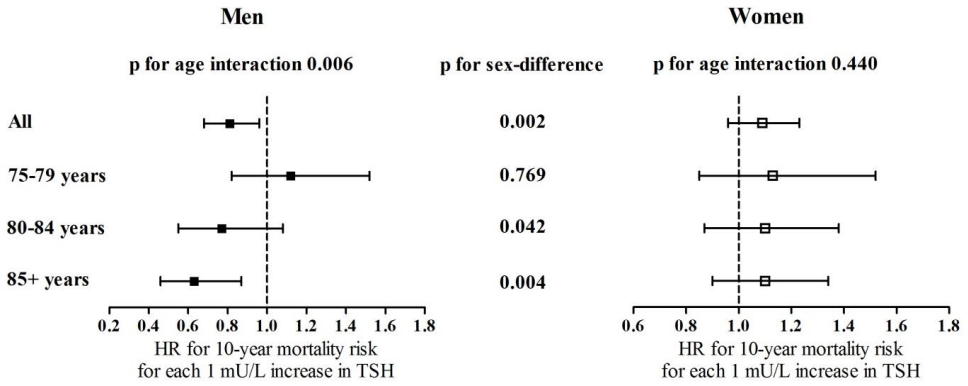 Men Women
p for age interaction 0.006 p for sex-difference p for age interaction 0.440
All 0.002
75-79 years 0.769
80-84 years 0.042
85+ years 0.004
0.2 0.4 0.6 0.8 1.0 1.2 1.4 1.6 1.8 0.6 0.8 1.0 1.2 1.4 1.6 1.8
HR for 10-year mortality risk HR for 10-year mortality risk
for each 1 mU/L increase in TSH for each 1 mU/L increase in TSH